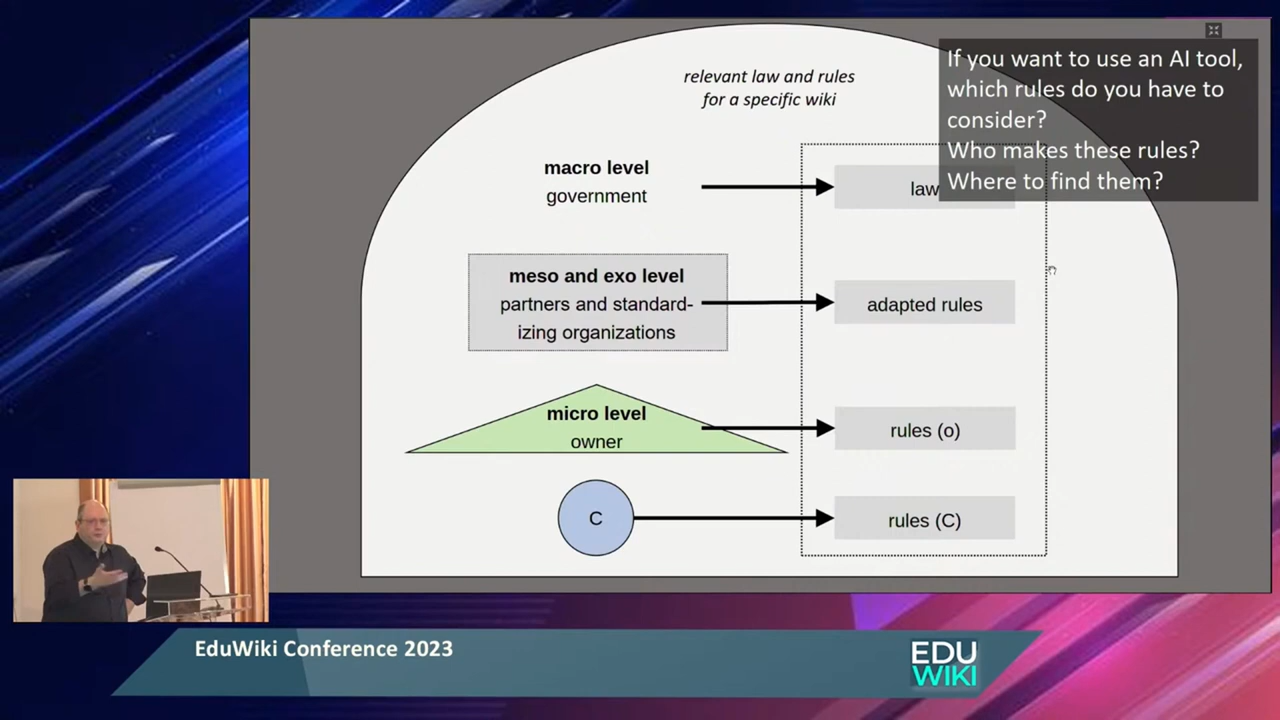 relevant law and rules
for a specific wiki
If you want to use an AI tool,
which rules do you have to
consider?
Who makes these rules?
Where to find them?
macro level
government
law
meso and exo level
partners and standard-
izing organizations
adapted rules
micro level
owner
rules (o)
C
rules (C)
EduWiki Conference 2023
EDU
WIKI